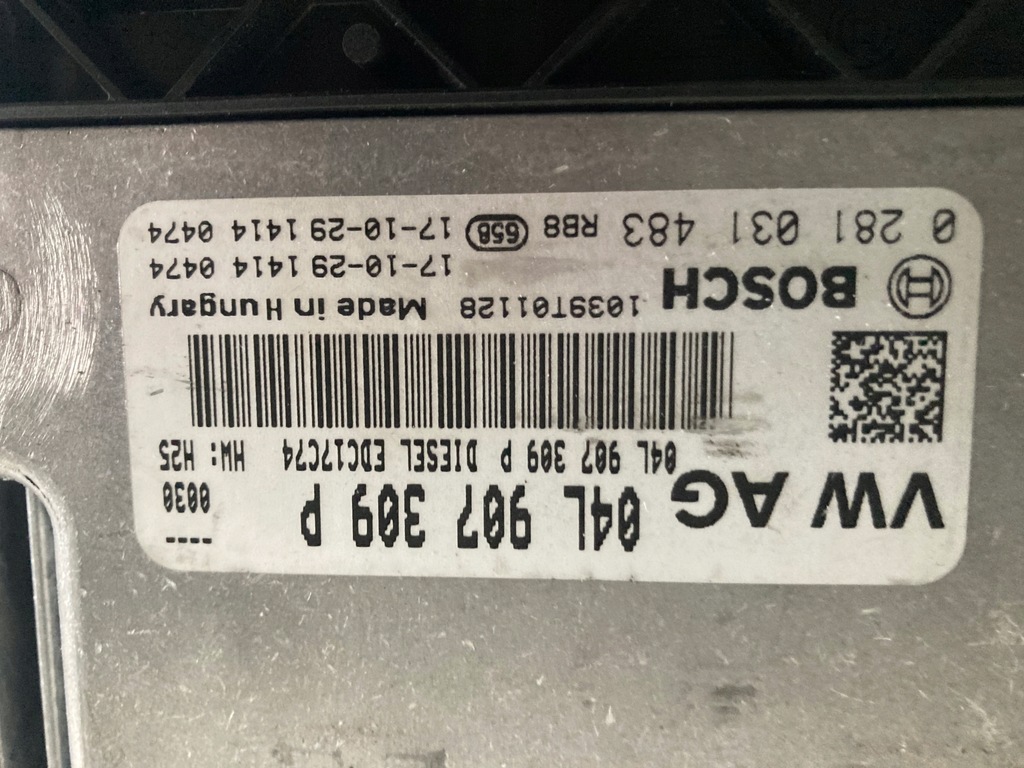 VW AG 04L 907 309 P ---
0030
04L 907 309 P DIESEL EDC17C74 HW: H25
BOSCH 1039T01128 Made in Hungary
17-10-29 1414 0474
0 281 031 483 RB8 658 17-10-29 1414 0474